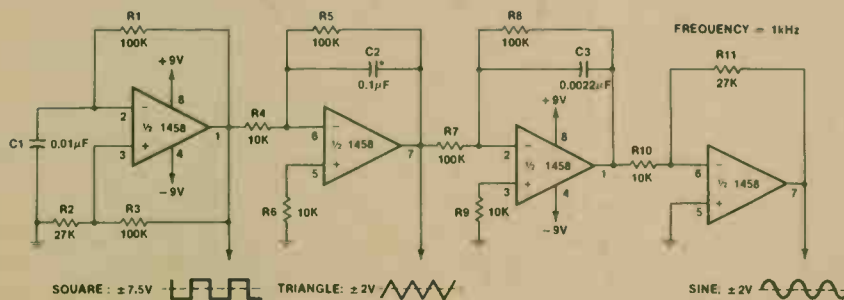 R1
100K
R5
100K
R8
100K
FREQUENCY = 1kHz
C2
0.1µF
C3
0.0022µF
R11
27K
+9V
8
2
−
½ 1458
1
3
+
4
−9V
C1
0.01µF
R2
27K
R3
100K
R4
10K
6
−
½ 1458
7
5
+
R6
10K
R7
100K
+9V
8
2
−
½ 1458
1
3
+
4
−9V
R9
10K
R10
10K
6
−
½ 1458
7
5
+
SQUARE: ±7.5V
TRIANGLE: ±2V
SINE: ±2V